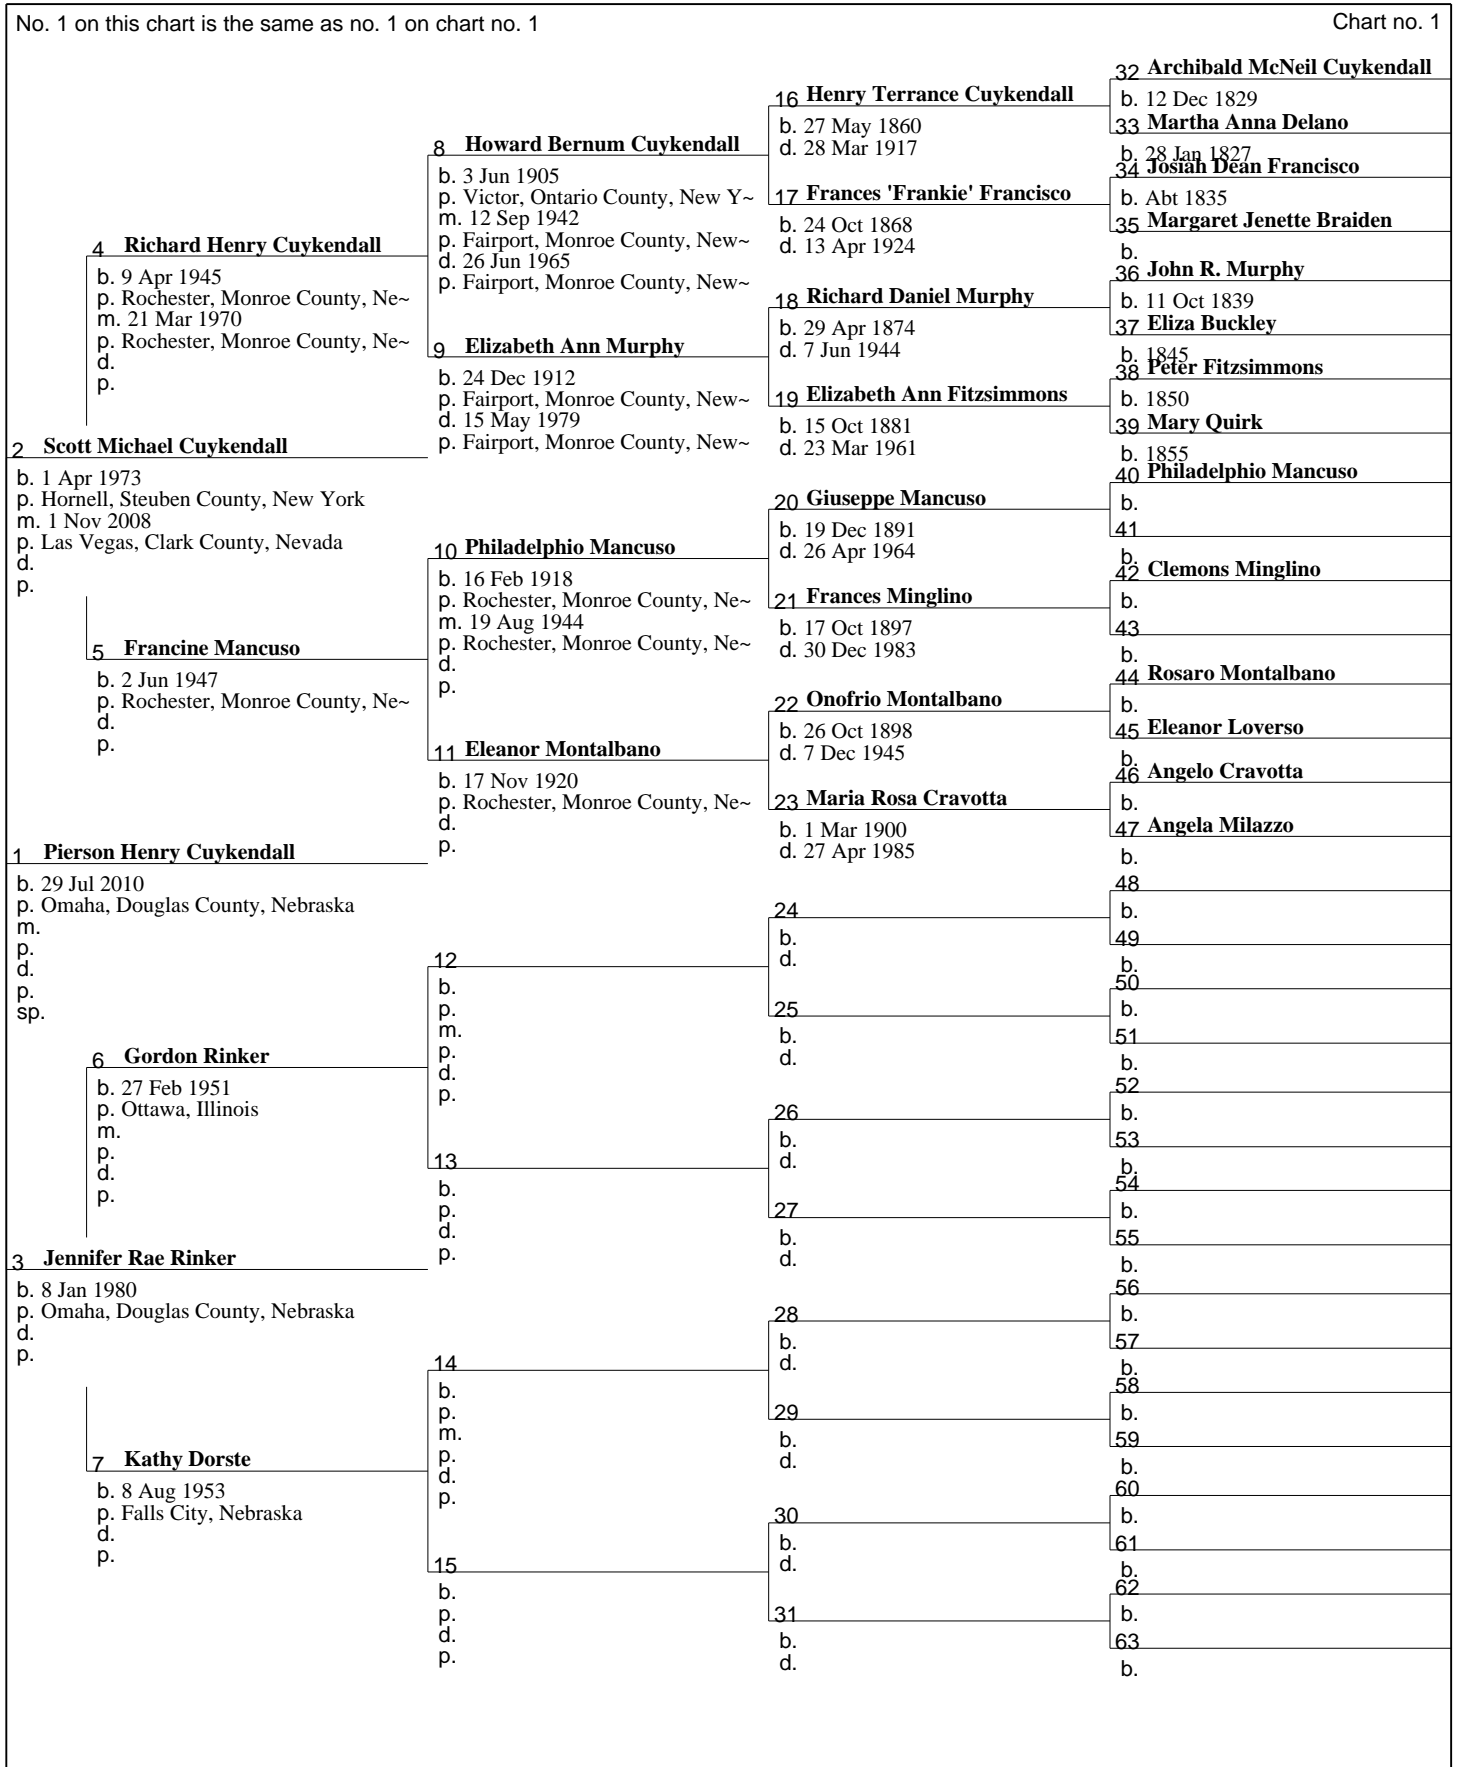 No. 1 on this chart is the same as no. 1 on chart no. 1
Chart no. 1
1 Pierson Henry Cuykendall
b. 29 Jul 2010
p. Omaha, Douglas County, Nebraska
m.
p.
d.
p.
sp.
2 Scott Michael Cuykendall
b. 1 Apr 1973
p. Hornell, Steuben County, New York
m. 1 Nov 2008
p. Las Vegas, Clark County, Nevada
d.
p.
3 Jennifer Rae Rinker
b. 8 Jan 1980
p. Omaha, Douglas County, Nebraska
d.
p.
4 Richard Henry Cuykendall
b. 9 Apr 1945
p. Rochester, Monroe County, Ne~
m. 21 Mar 1970
p. Rochester, Monroe County, Ne~
d.
p.
5 Francine Mancuso
b. 2 Jun 1947
p. Rochester, Monroe County, Ne~
d.
p.
6 Gordon Rinker
b. 27 Feb 1951
p. Ottawa, Illinois
m.
p.
d.
p.
7 Kathy Dorste
b. 8 Aug 1953
p. Falls City, Nebraska
d.
p.
8 Howard Bernum Cuykendall
b. 3 Jun 1905
p. Victor, Ontario County, New Y~
m. 12 Sep 1942
p. Fairport, Monroe County, New~
d. 26 Jun 1965
p. Fairport, Monroe County, New~
9 Elizabeth Ann Murphy
b. 24 Dec 1912
p. Fairport, Monroe County, New~
d. 15 May 1979
p. Fairport, Monroe County, New~
10 Philadelphio Mancuso
b. 16 Feb 1918
p. Rochester, Monroe County, Ne~
m. 19 Aug 1944
p. Rochester, Monroe County, Ne~
d.
p.
11 Eleanor Montalbano
b. 17 Nov 1920
p. Rochester, Monroe County, Ne~
d.
p.
12
b.
p.
m.
p.
d.
p.
13
b.
p.
d.
p.
14
b.
p.
m.
p.
d.
p.
15
b.
p.
d.
p.
16 Henry Terrance Cuykendall
b. 27 May 1860
d. 28 Mar 1917
17 Frances 'Frankie' Francisco
b. 24 Oct 1868
d. 13 Apr 1924
18 Richard Daniel Murphy
b. 29 Apr 1874
d. 7 Jun 1944
19 Elizabeth Ann Fitzsimmons
b. 15 Oct 1881
d. 23 Mar 1961
20 Giuseppe Mancuso
b. 19 Dec 1891
d. 26 Apr 1964
21 Frances Minglino
b. 17 Oct 1897
d. 30 Dec 1983
22 Onofrio Montalbano
b. 26 Oct 1898
d. 7 Dec 1945
23 Maria Rosa Cravotta
b. 1 Mar 1900
d. 27 Apr 1985
24
b.
d.
25
b.
d.
26
b.
d.
27
b.
d.
28
b.
d.
29
b.
d.
30
b.
d.
31
b.
d.
32 Archibald McNeil Cuykendall
b. 12 Dec 1829
33 Martha Anna Delano
b. 28 Jan 1827
34 Josiah Dean Francisco
b. Abt 1835
35 Margaret Jenette Braiden
b.
36 John R. Murphy
b. 11 Oct 1839
37 Eliza Buckley
b. 1845
38 Peter Fitzsimmons
b. 1850
39 Mary Quirk
b. 1855
40 Philadelphio Mancuso
b.
41
b.
42 Clemons Minglino
b.
43
b.
44 Rosaro Montalbano
b.
45 Eleanor Loverso
b.
46 Angelo Cravotta
b.
47 Angela Milazzo
b.
48
b.
49
b.
50
b.
51
b.
52
b.
53
b.
54
b.
55
b.
56
b.
57
b.
58
b.
59
b.
60
b.
61
b.
62
b.
63
b.